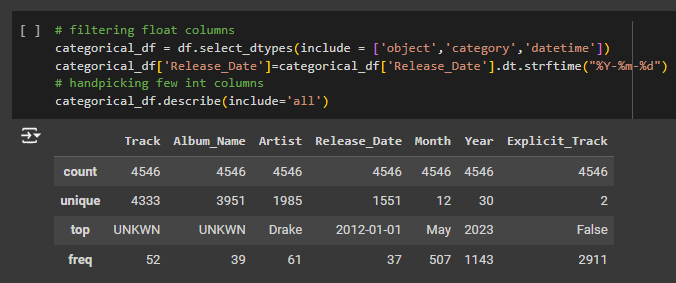 [ ] # filtering float columns
categorical_df = df.select_dtypes(include = ['object','category','datetime'])
categorical_df['Release_Date']=categorical_df['Release_Date'].dt.strftime("%Y-%m-%d")
# handpicking few int columns
categorical_df.describe(include='all')
Track Album_Name Artist Release_Date Month Year Explicit_Track
count 4546 4546 4546 4546 4546 4546 4546
unique 4333 3951 1985 1551 12 30 2
top UNKWN UNKWN Drake 2012-01-01 May 2023 False
freq 52 39 61 37 507 1143 2911